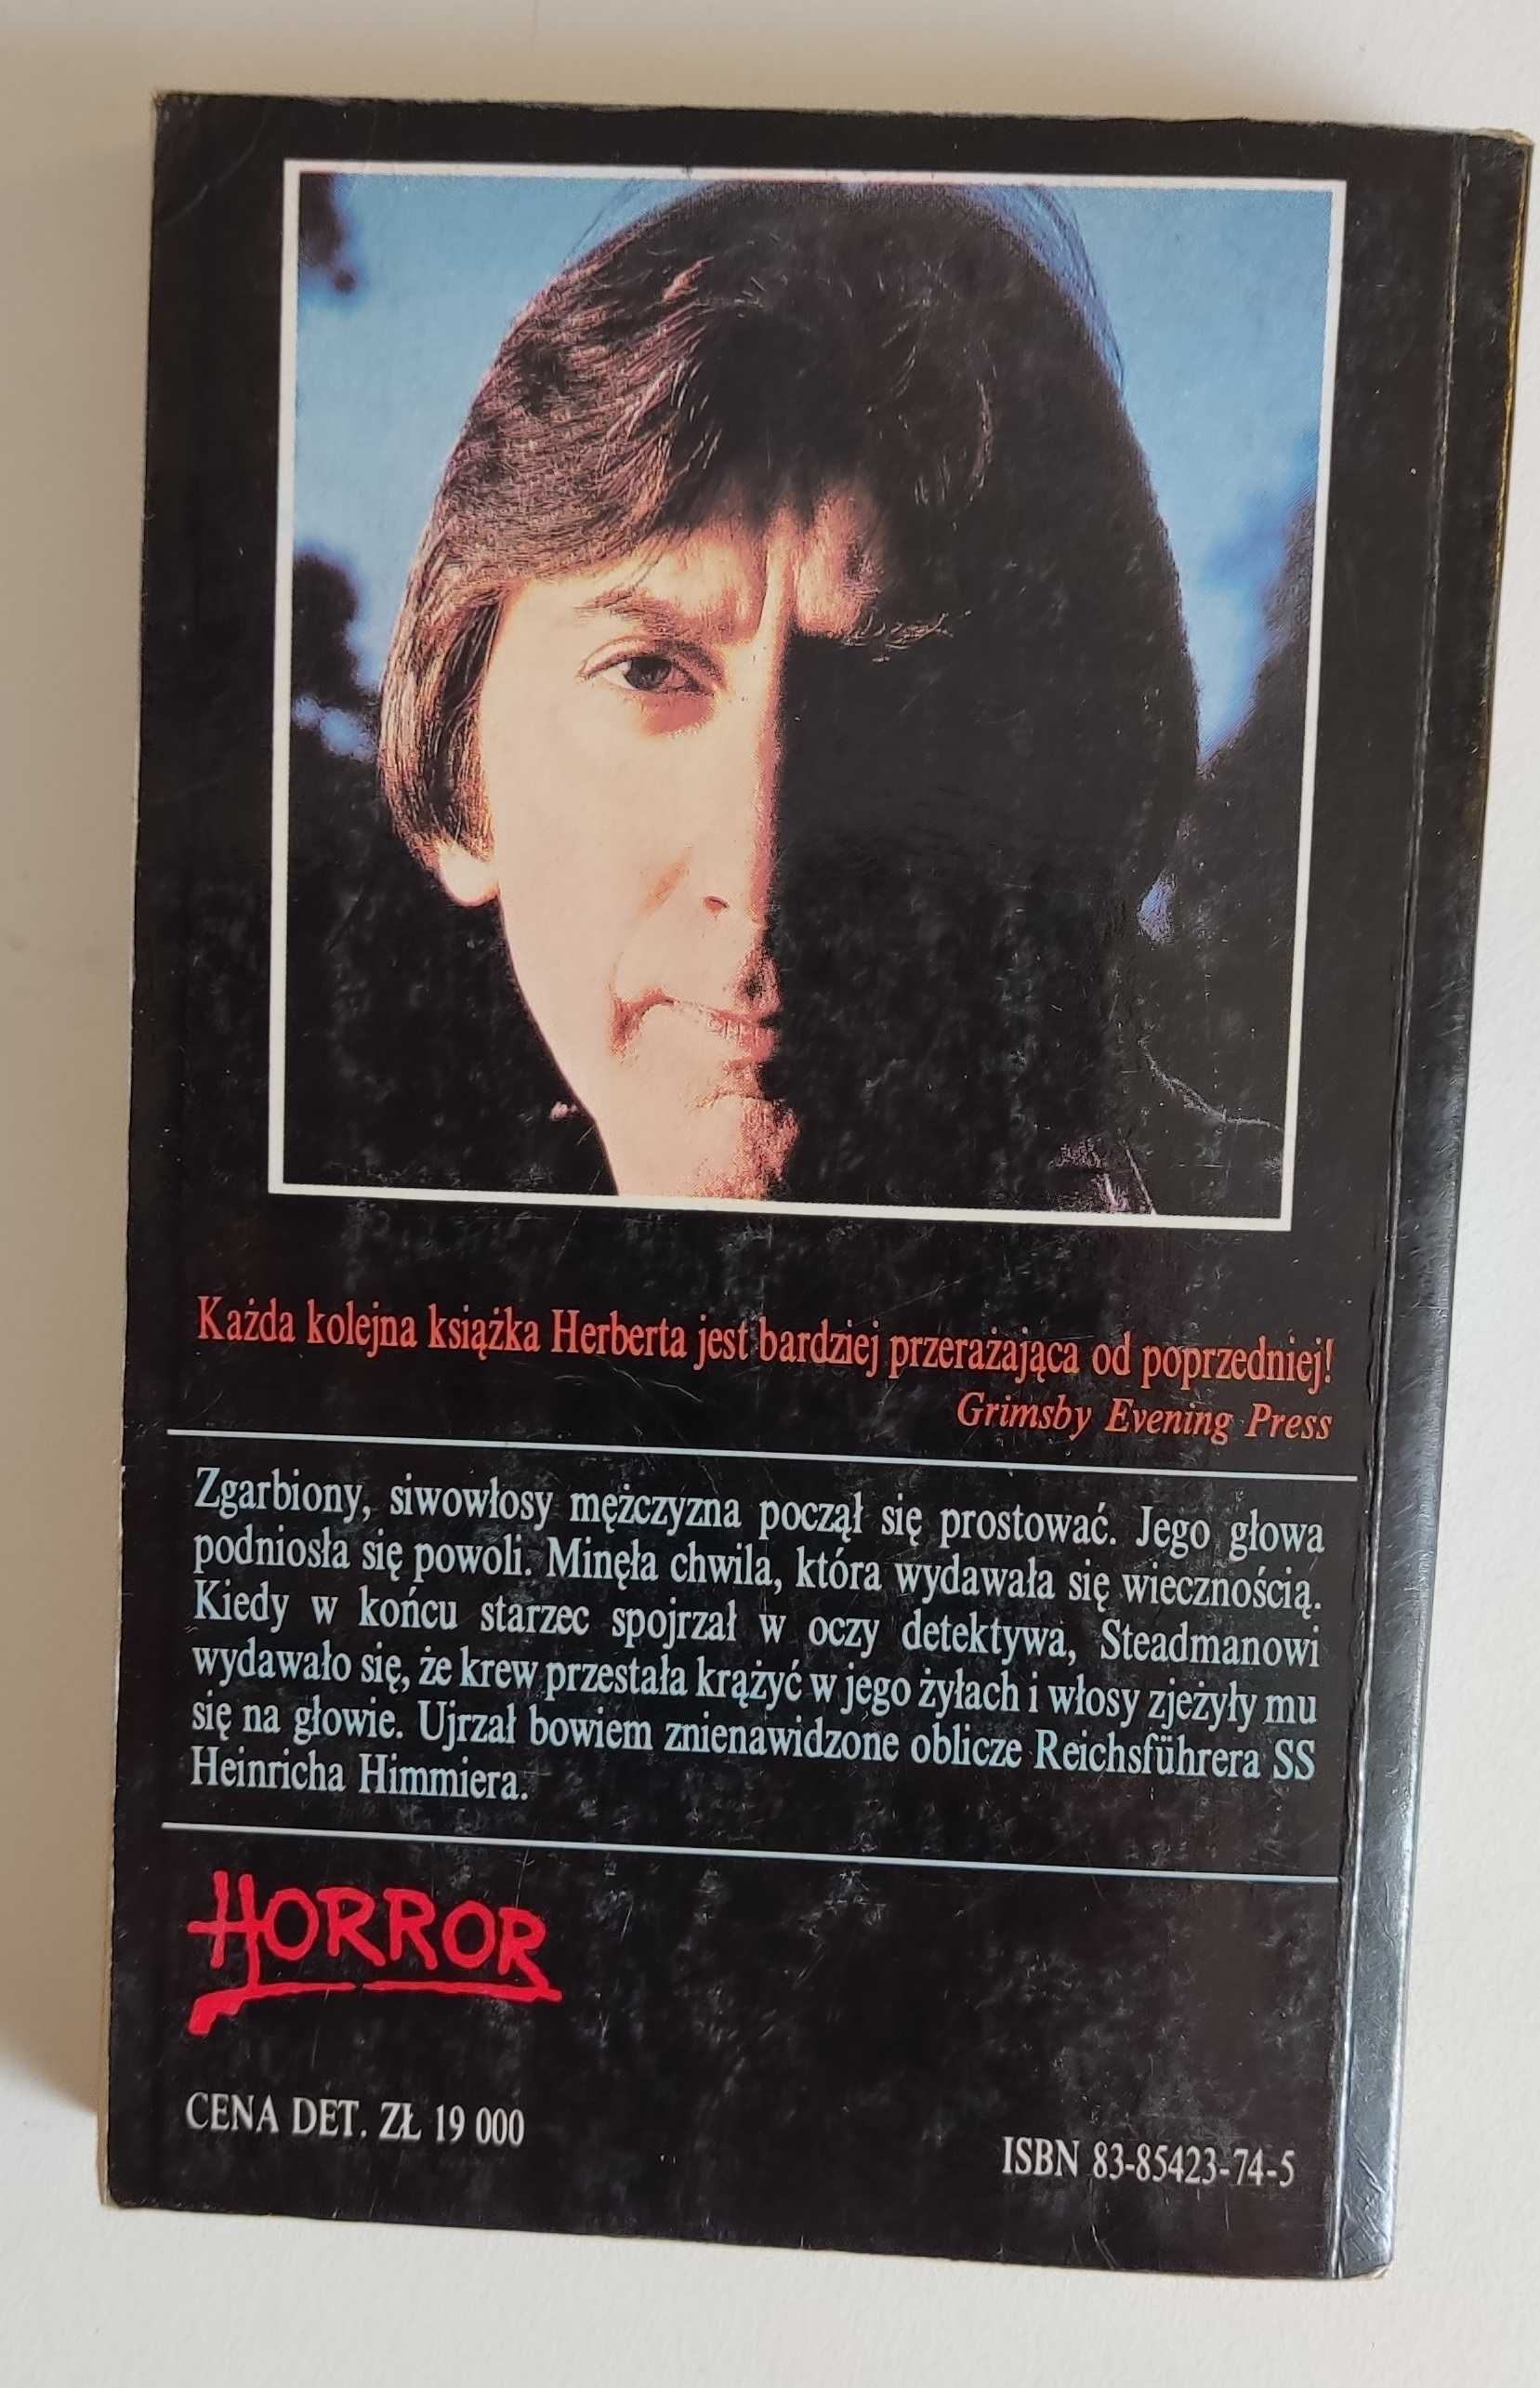 Każda kolejna książka Herberta jest bardziej przerażająca od poprzedniej!
Grimsby Evening Press
Zgarbiony, siwowłosy mężczyzna począł się prostować. Jego głowa
podniosła się powoli. Minęła chwila, która wydawała się wiecznością.
Kiedy w końcu starzec spojrzał w oczy detektywa, Steadmanowi
wydawało się, że krew przestała krążyć w jego żyłach i włosy zjeżyły mu
się na głowie. Ujrzał bowiem znienawidzone oblicze Reichsführera SS
Heinricha Himmiera.
HORROR
CENA DET. ZŁ 19 000
ISBN 83-85423-74-5